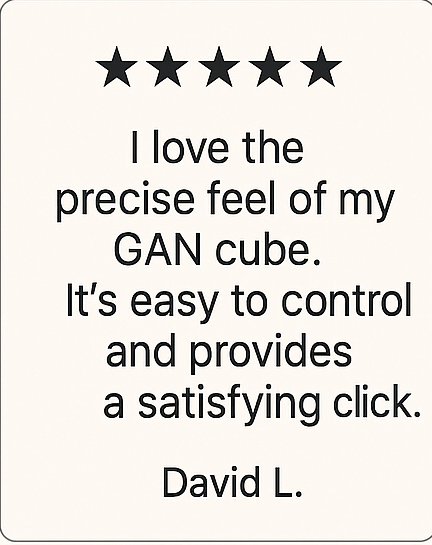 ★★★★★
I love the
precise feel of my
GAN cube.
It's easy to control
and provides
a satisfying click.
David L.